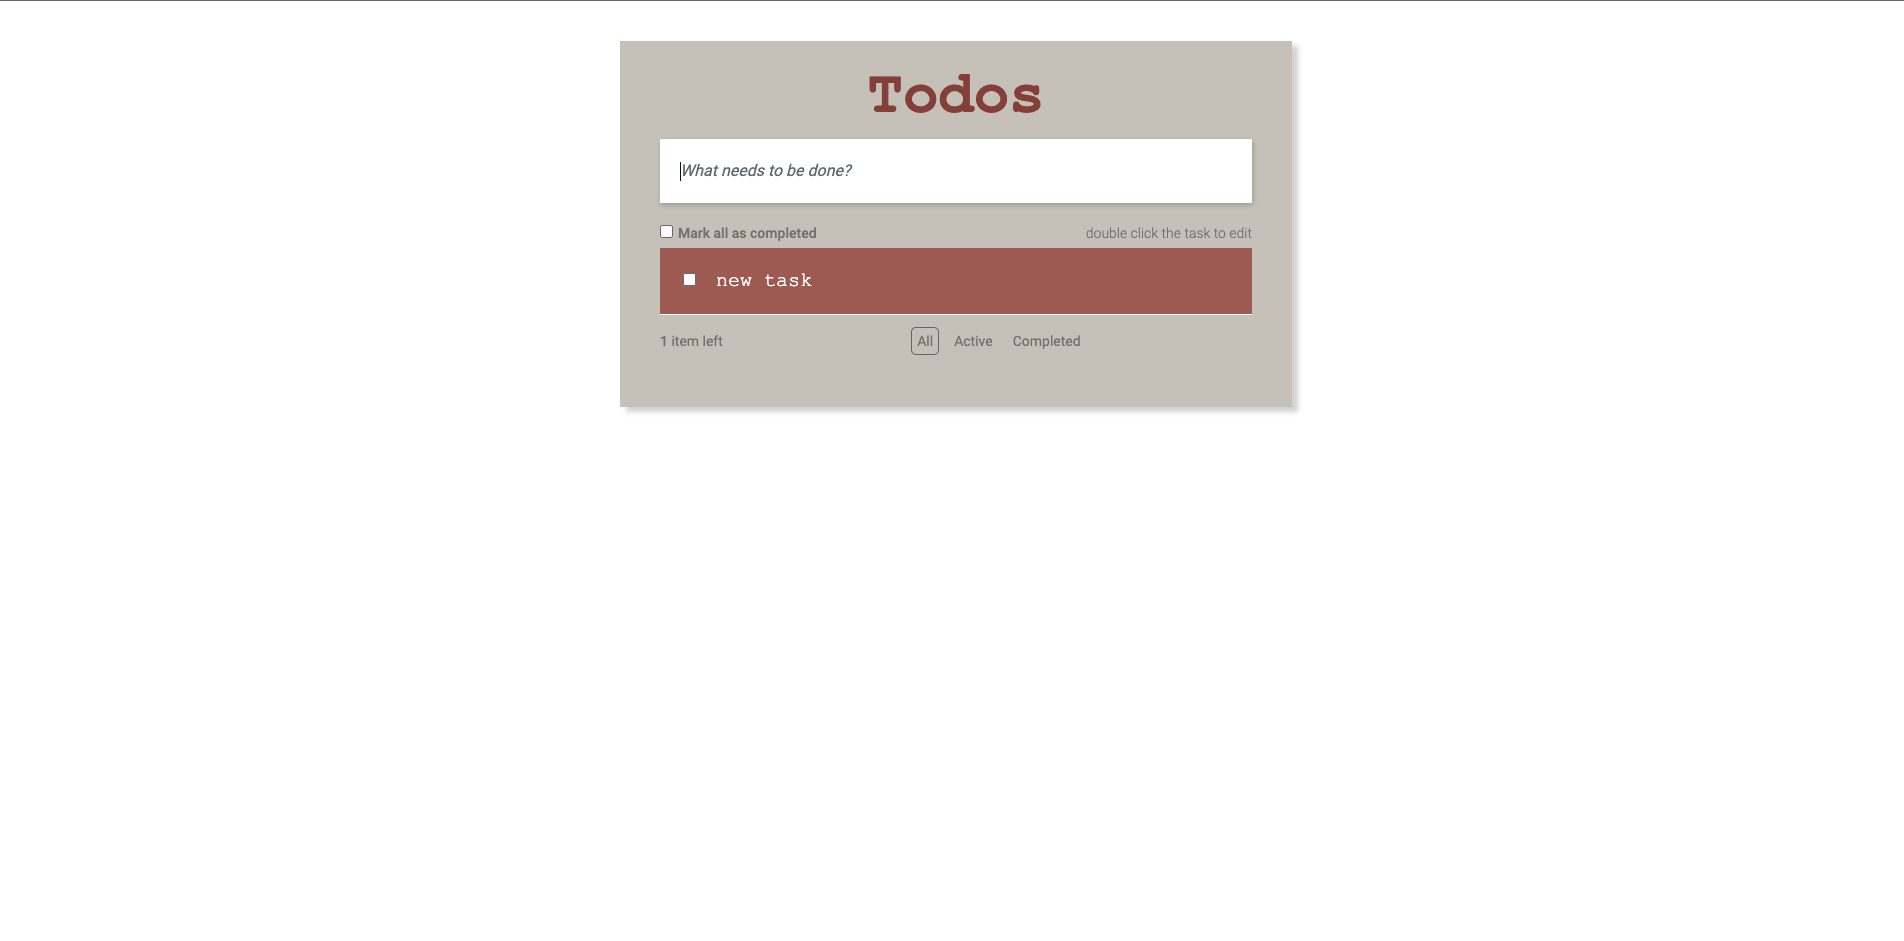 Todos
What needs to be done?
Mark all as completed
double click the task to edit
new task
1 item left
All
Active
Completed